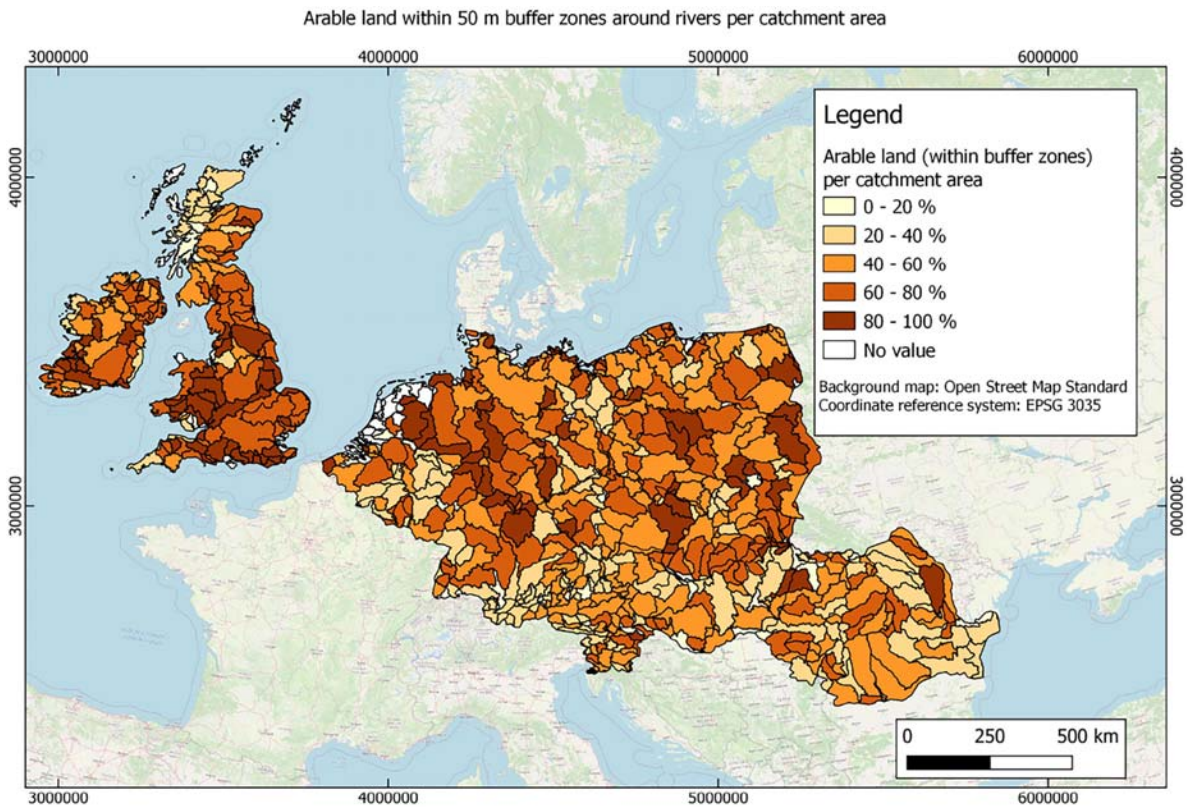 Arable land within 50 m buffer zones around rivers per catchment area
3000000 4000000 5000000 6000000
4000000 4000000
3000000 3000000
Legend
Arable land (within buffer zones)
per catchment area
0 - 20 %
20 - 40 %
40 - 60 %
60 - 80 %
80 - 100 %
No value
Background map: Open Street Map Standard
Coordinate reference system: EPSG 3035
0 250 500 km
3000000 4000000 5000000 6000000